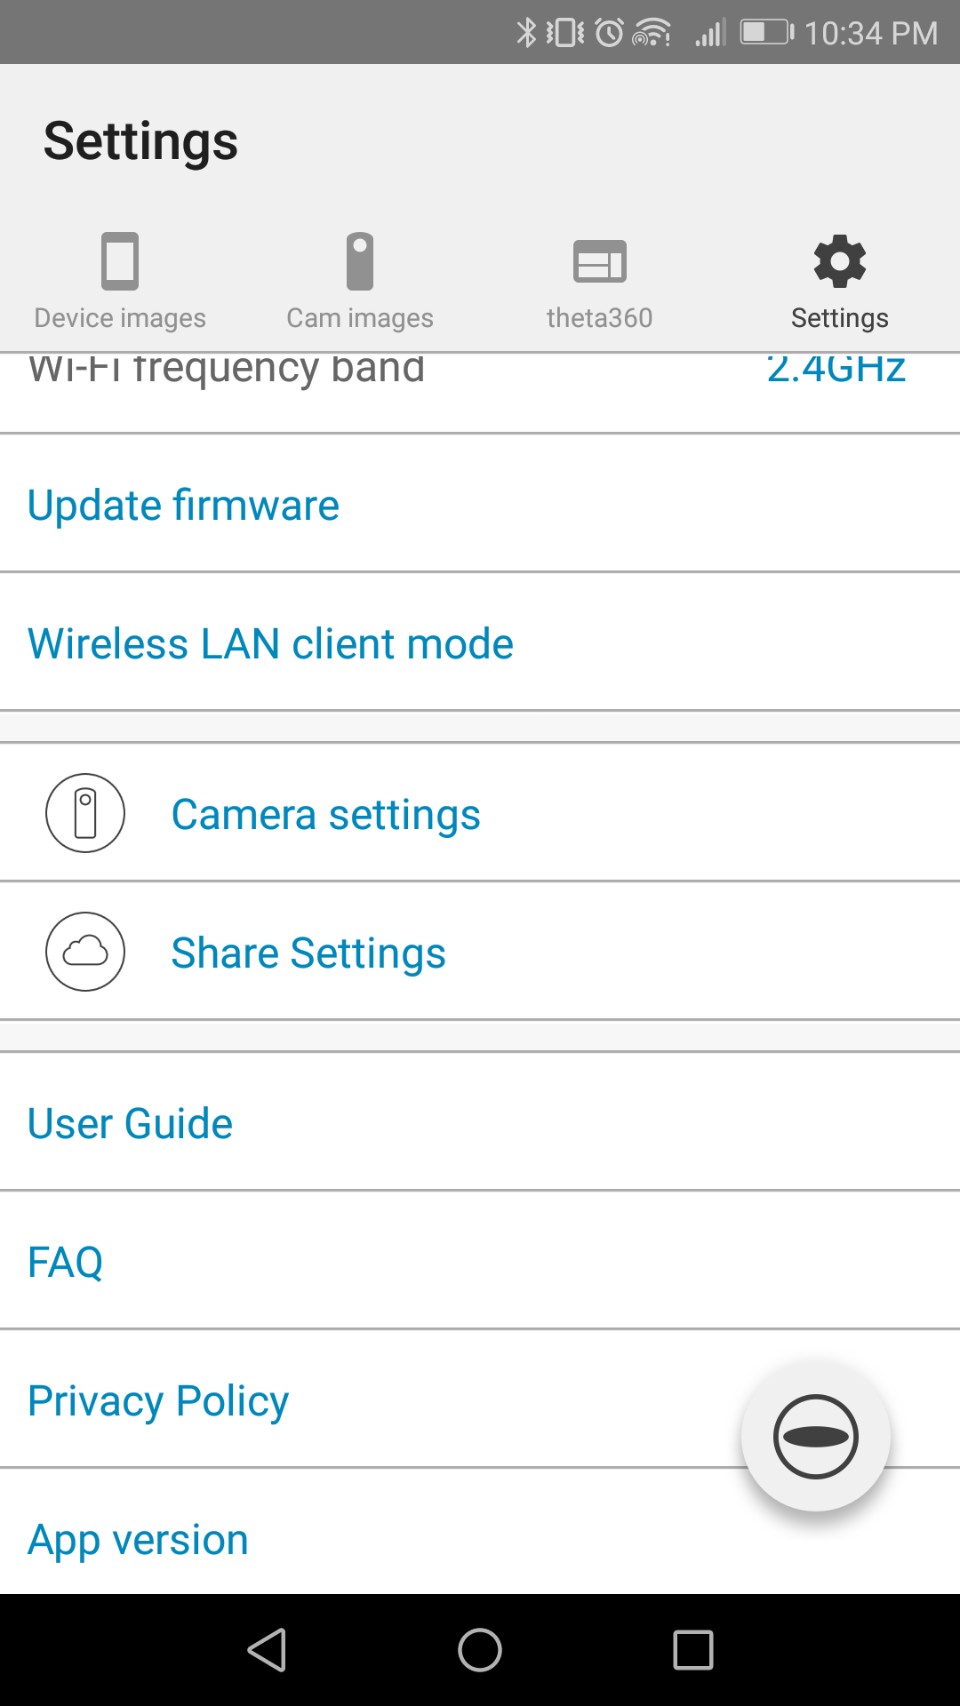 10:34 PM
Settings
Device images
Cam images
theta360
Settings
Wi-Fi frequency band
2.4GHz
Update firmware
Wireless LAN client mode
Camera settings
Share Settings
User Guide
FAQ
Privacy Policy
App version